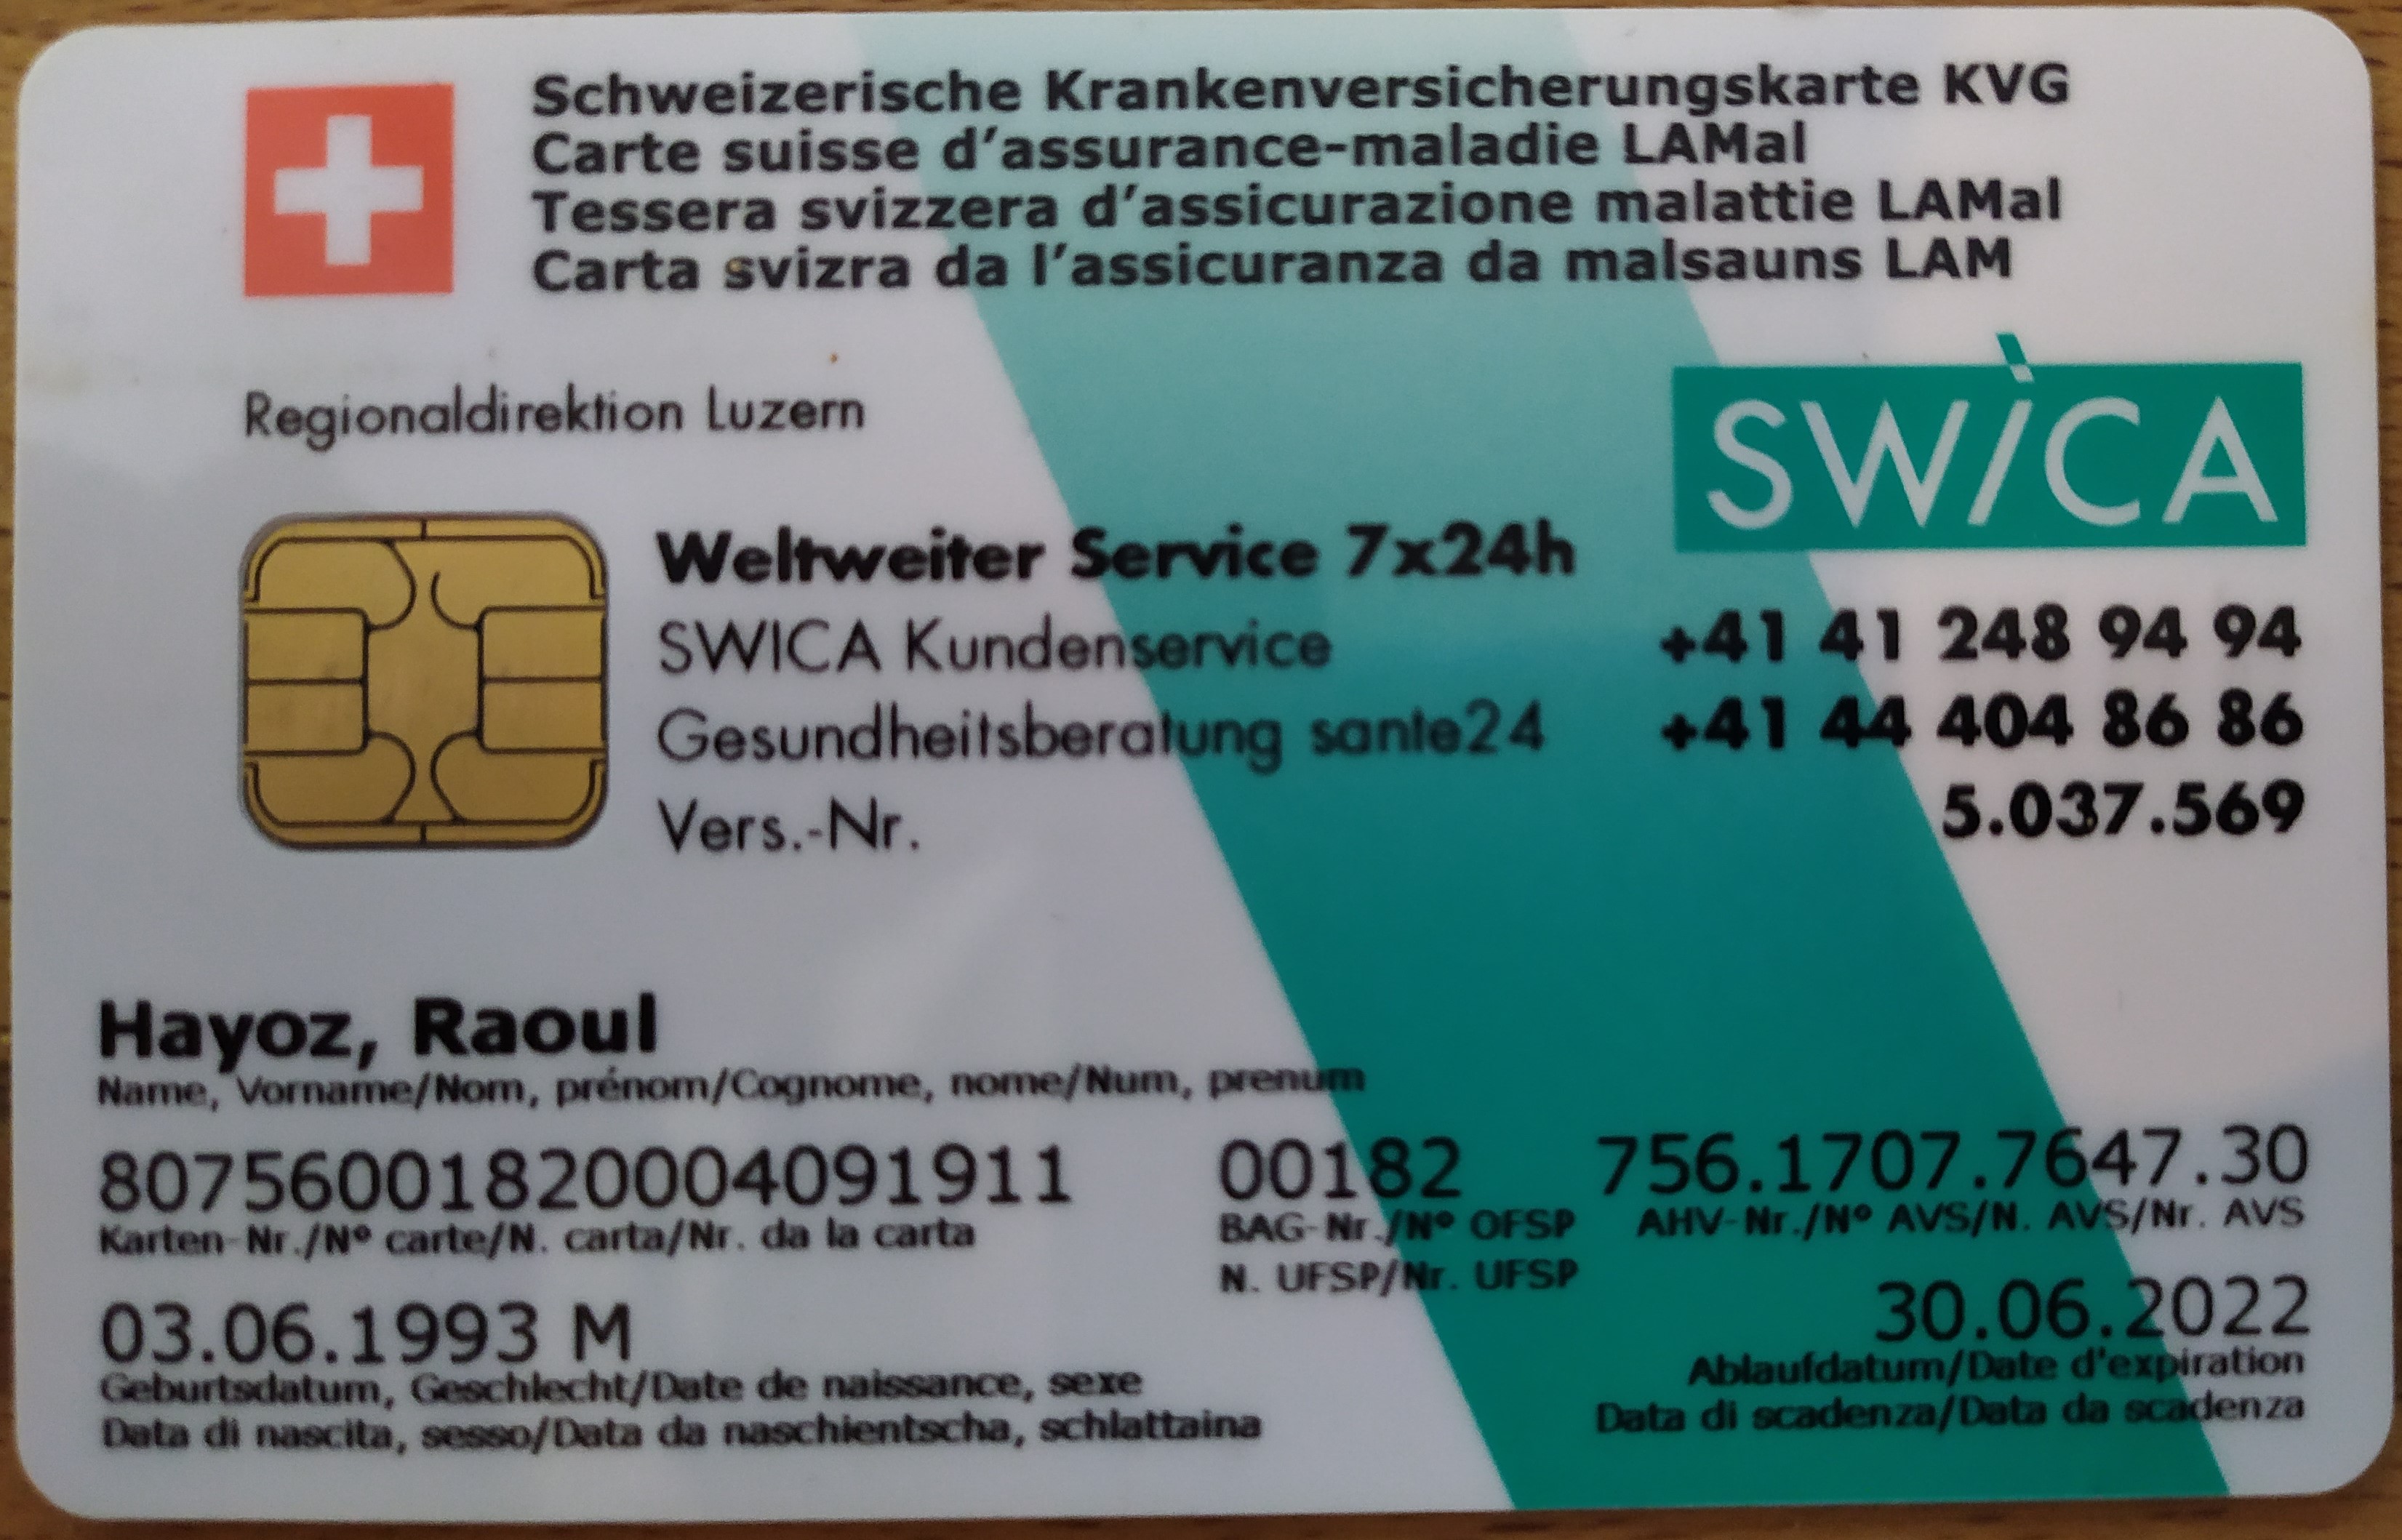 Schweizerische Krankenversicherungskarte KVG
Carte suisse d'assurance-maladie LAMal
Tessera svizzera d'assicurazione malattie LAMal
Carta svizra da l'assicuranza da malsauns LAM
Regionaldirektion Luzern
SWICA
Weltweiter Service 7x24h
SWICA Kundenservice +41 41 248 94 94
Gesundheitsberatung sante24 +41 44 404 86 86
Vers.-Nr. 5.037.569
Hayoz, Raoul
Name, Vorname/Nom, prénom/Cognome, nome/Num, prenum
80756001820004091911 00182 756.1707.7647.30
Karten-Nr./Nº carte/N. carta/Nr. da la carta BAG-Nr./Nº OFSP AHV-Nr./Nº AVS/N. AVS/Nr. AVS
N. UFSP/Nr. UFSP
03.06.1993 M 30.06.2022
Geburtsdatum, Geschlecht/Date de naissance, sexe Ablaufdatum/Date d'expiration
Data di nascita, sesso/Data da naschientscha, schlattaina Data di scadenza/Data da scadenza